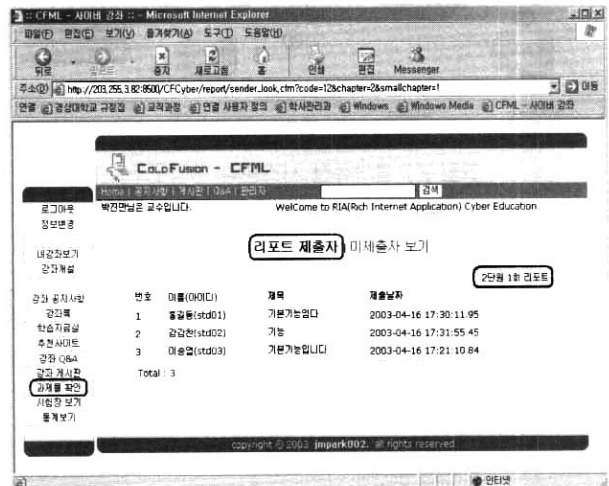 :: CFML - 사이버 강좌 :: - Microsoft Internet Explorer
파일(F) 편집(E) 보기(V) 즐겨찾기(A) 도구(T) 도움말(H)
뒤로 중지 새로고침 홈 인쇄 편집 Messenger
주소(D) http://203.255.3.82:8500/CFCyber/report/sender_look.cfm?code=12&chapter=2&smallchapter=1 이동
연결 경상대학교 규정집 교직과정 연결 사용자 정의 학사관리과 Windows Windows Media CFML - 사이버 강좌
ColdFusion - CFML
Home | 공지사항 | 게시판 | Q&A | 관리자 검색
로그아웃 박진만님은 교수입니다. Welcome to RIA(Rich Internet Application) Cyber Education
정보변경
리포트 제출자 | 미제출자 보기
내강좌보기
강좌개설
2단원 1회 리포트
강좌 공지사항
강좌톡
학습자료실
추천사이트
강좌 Q&A
강좌 게시판
과제물 확인
시험장 보기
통계보기
번호 이름(아이디) 제목 제출날짜
1 홍길동(std01) 기본기능임다 2003-04-16 17:30:11.95
2 (std02) 기능 2003-04-16 17:31:55.45
3 이승엽(std03) 기본기능입니다 2003-04-16 17:21:10.84
Total : 3
copyright © 2003 jmpark002. all rights reserved
인터넷